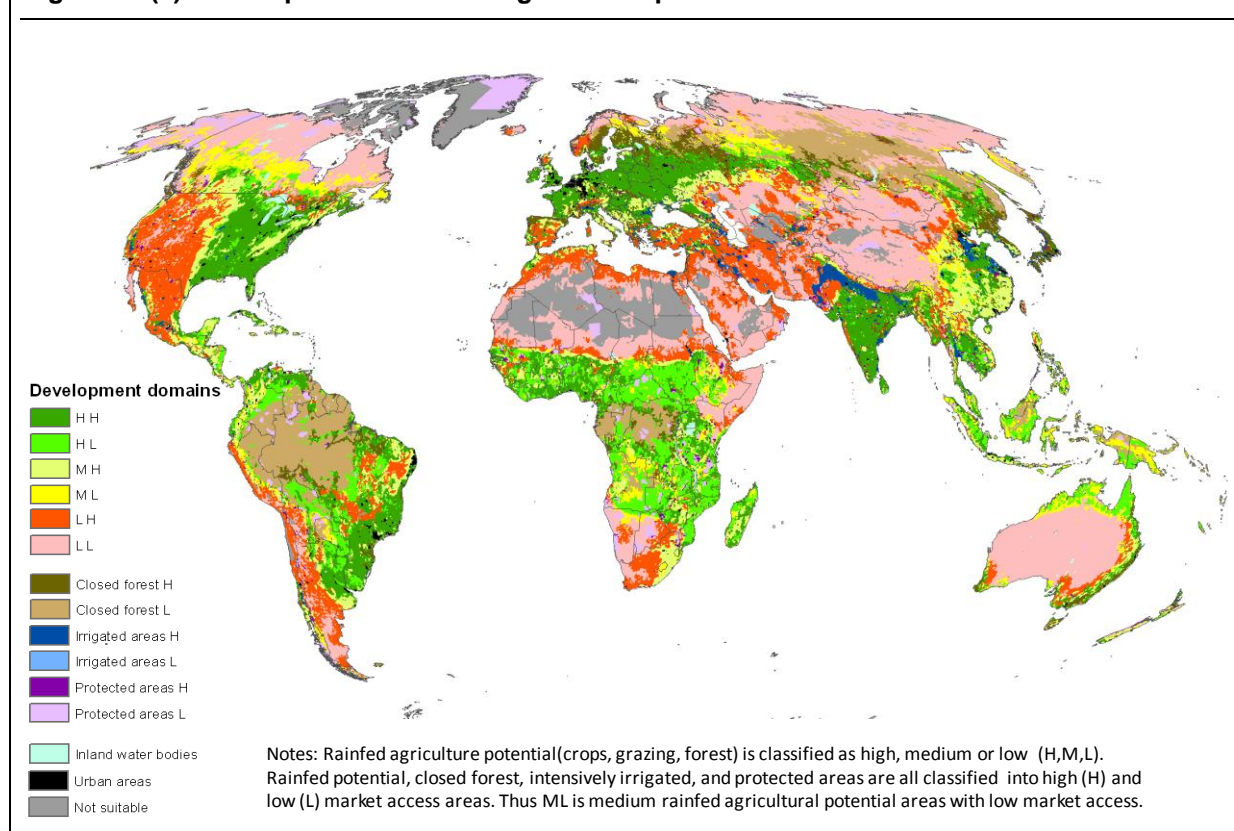 Development domains
H H
H L
M H
M L
L H
L L
Closed forest H
Closed forest L
Irrigated areas H
Irrigated areas L
Protected areas H
Protected areas L
Inland water bodies
Urban areas
Not suitable
Notes: Rainfed agriculture potential(crops, grazing, forest) is classified as high, medium or low (H,M,L).
Rainfed potential, closed forest, intensively irrigated, and protected areas are all classified into high (H) and
low (L) market access areas. Thus ML is medium rainfed agricultural potential areas with low market access.